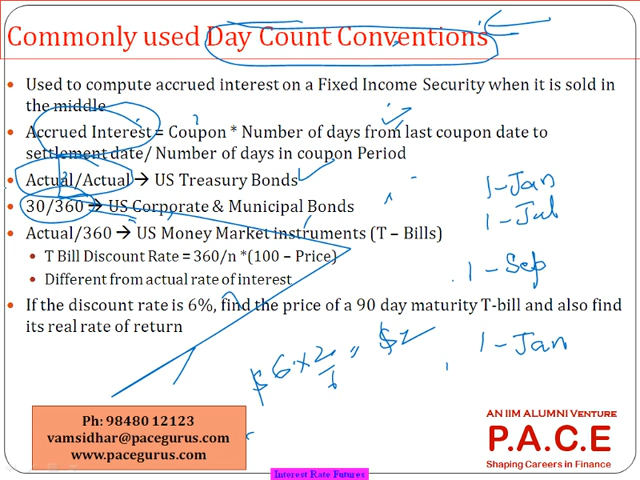 Commonly used Day Count Conventions
• Used to compute accrued interest on a Fixed Income Security when it is sold in
the middle
• Accrued Interest = Coupon * Number of days from last coupon date to
settlement date/ Number of days in coupon Period
• Actual/Actual → US Treasury Bonds
• 30/360 → US Corporate & Municipal Bonds
• Actual/360 → US Money Market instruments (T – Bills)
• T Bill Discount Rate = 360/n *(100 – Price)
• Different from actual rate of interest
• If the discount rate is 6%, find the price of a 90 day maturity T-bill and also find
its real rate of return
1-Jan
1-Jul
1-Sep
1-Jan
$6 × 2/6 = $2
Ph: 98480 12123
vamsidhar@pacegurus.com
www.pacegurus.com
AN IIM ALUMNI VENTURE
P.A.C.E
Shaping Careers in Finance
Interest Rate Futures